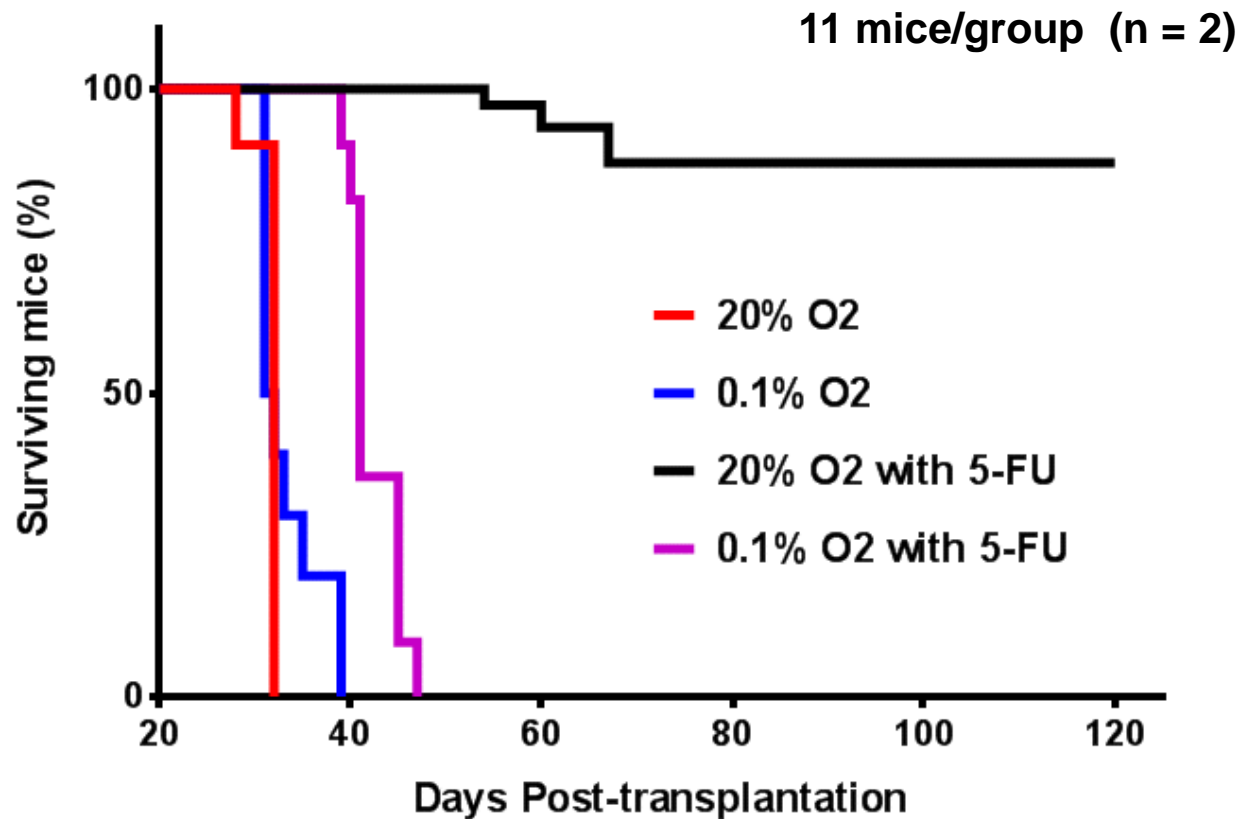 11 mice/group (n = 2)
Surviving mice (%)
100
50
0
20% O2
0.1% O2
20% O2 with 5-FU
0.1% O2 with 5-FU
20 40 60 80 100 120
Days Post-transplantation